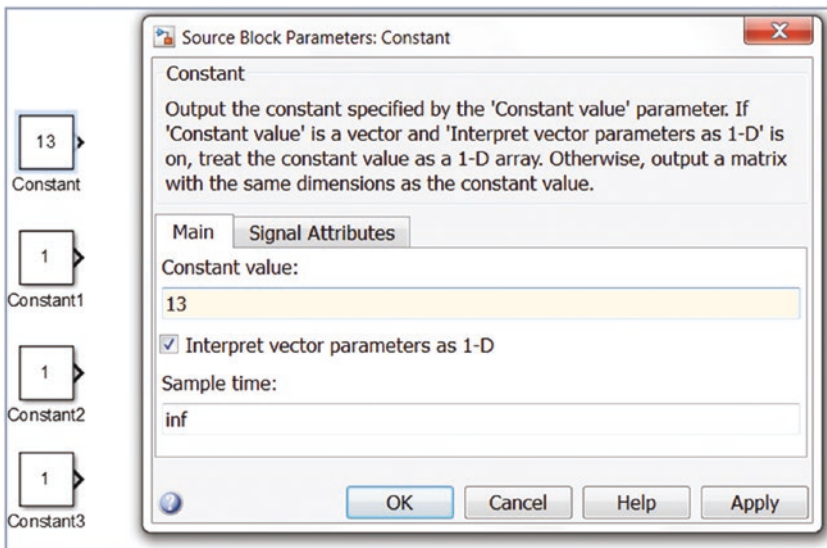 13
Constant
1
Constant1
1
Constant2
1
Constant3
Source Block Parameters: Constant
Constant
Output the constant specified by the 'Constant value' parameter. If
'Constant value' is a vector and 'Interpret vector parameters as 1-D' is
on, treat the constant value as a 1-D array. Otherwise, output a matrix
with the same dimensions as the constant value.
Main Signal Attributes
Constant value:
13
Interpret vector parameters as 1-D
Sample time:
inf
OK Cancel Help Apply